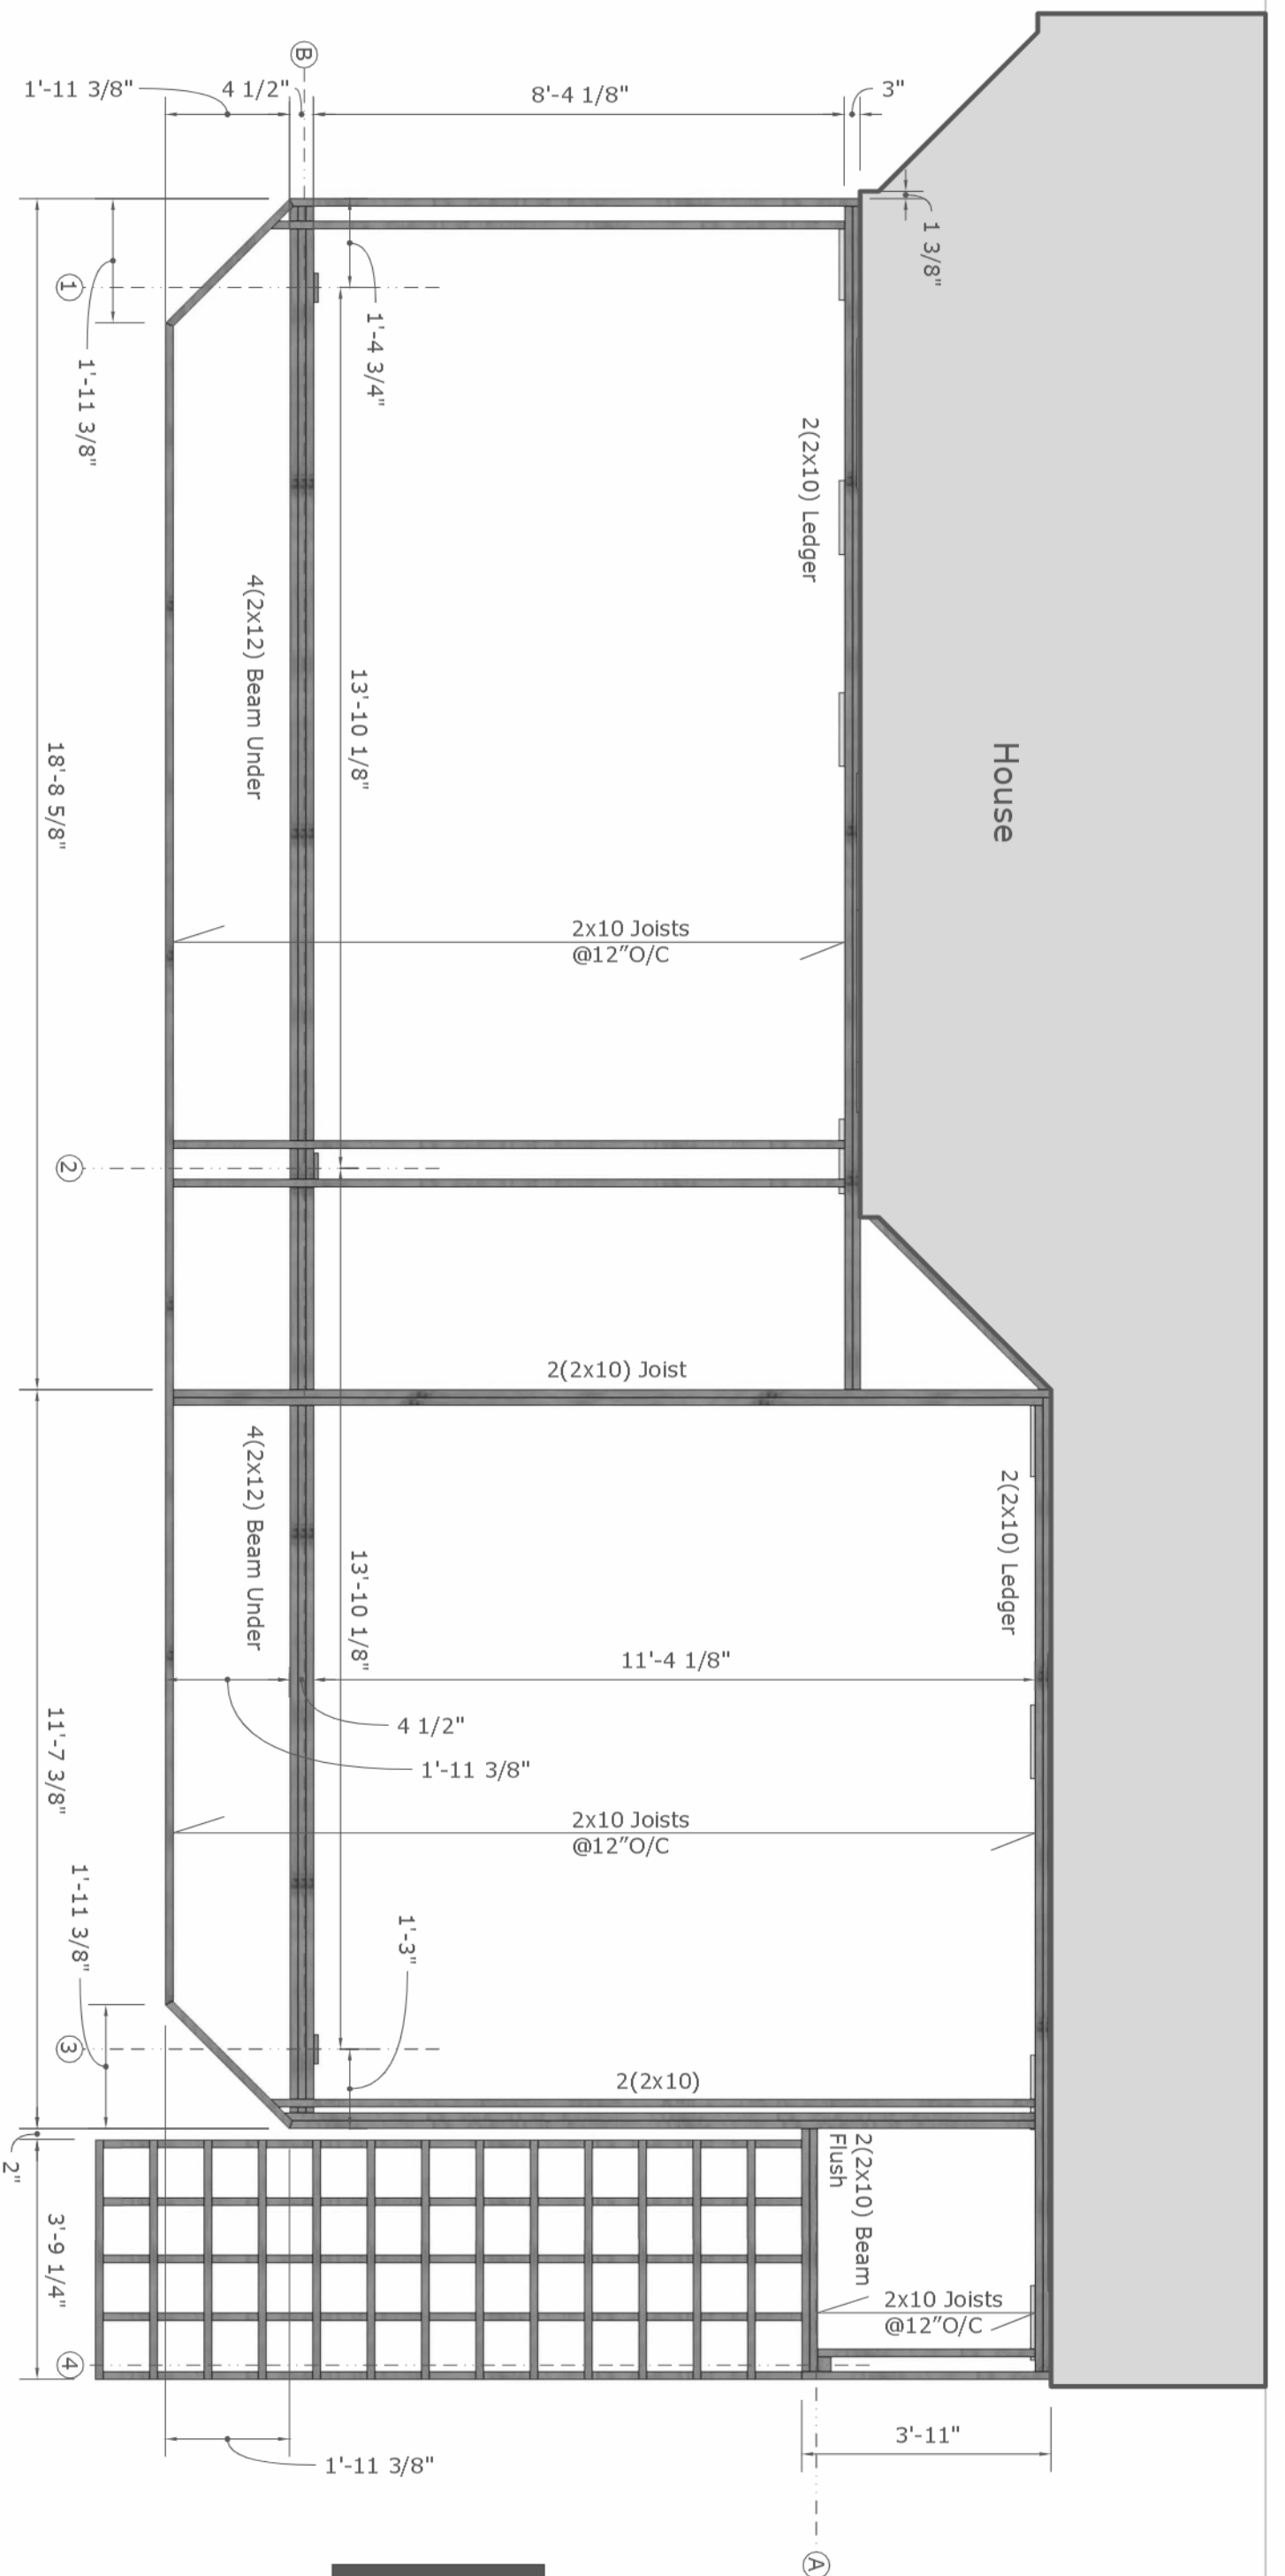 B
1'-11 3/8"
4 1/2"
8'-4 1/8"
3"
1 3/8"
1
1'-11 3/8"
1'-4 3/4"
2(2x10) Ledger
4(2x12) Beam Under
13'-10 1/8"
House
18'-8 5/8"
2x10 Joists
@12"O/C
2
2(2x10) Joist
4(2x12) Beam Under
13'-10 1/8"
2(2x10) Ledger
11'-4 1/8"
4 1/2"
1'-11 3/8"
11'-7 3/8"
2x10 Joists
@12"O/C
1'-11 3/8"
1'-3"
3
2(2x10)
2"
3'-9 1/4"
2(2x10) Beam
Flush
2x10 Joists
@12"O/C
4
3'-11"
1'-11 3/8"
A